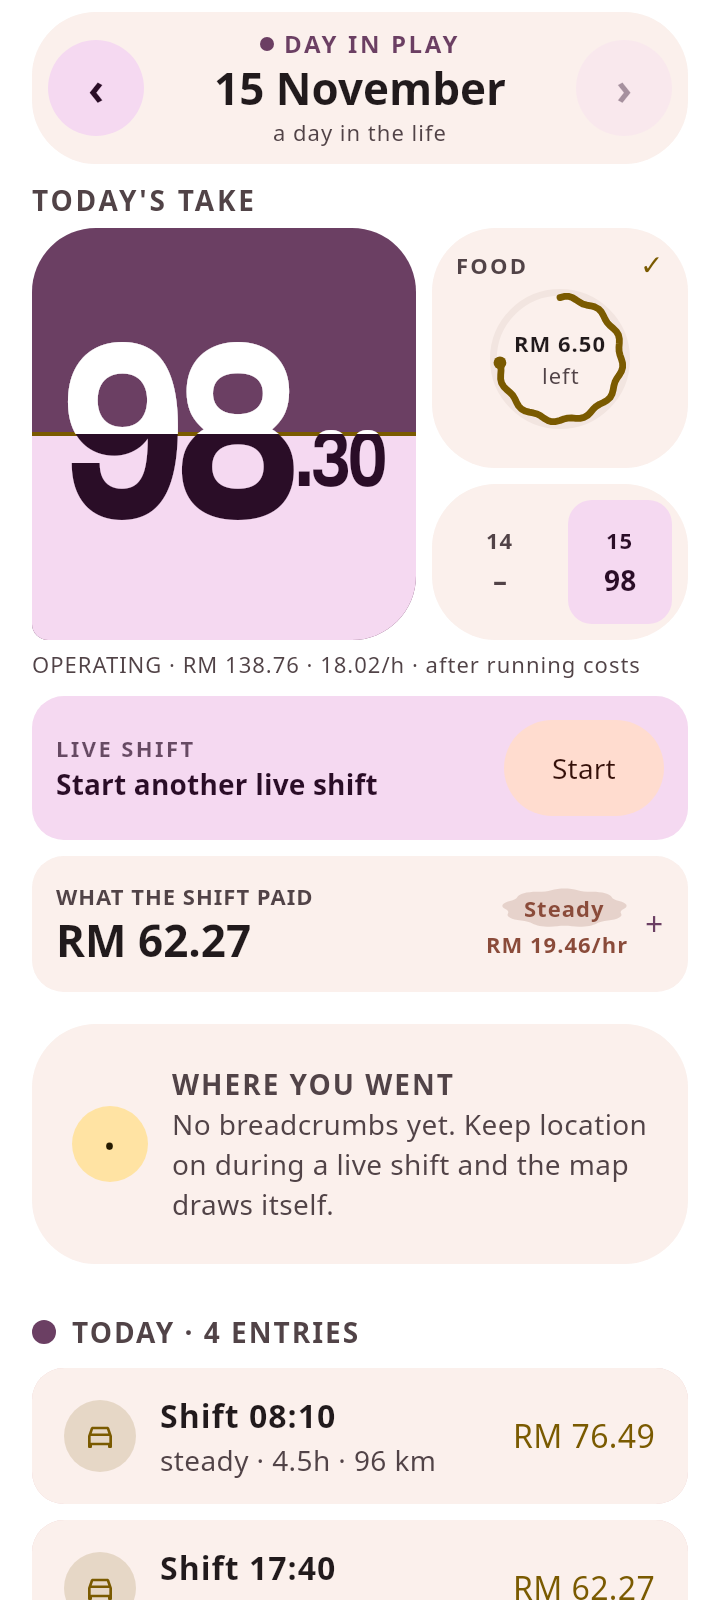 ‹
DAY IN PLAY
15 November
a day in the life
›
TODAY'S TAKE
98.30
FOOD ✓
RM 6.50
left
14
–
15
98
OPERATING · RM 138.76 · 18.02/h · after running costs
LIVE SHIFT
Start another live shift
Start
WHAT THE SHIFT PAID
RM 62.27
Steady
RM 19.46/hr
+
WHERE YOU WENT
No breadcrumbs yet. Keep location
on during a live shift and the map
draws itself.
TODAY · 4 ENTRIES
Shift 08:10
steady · 4.5h · 96 km
RM 76.49
Shift 17:40
RM 62.27